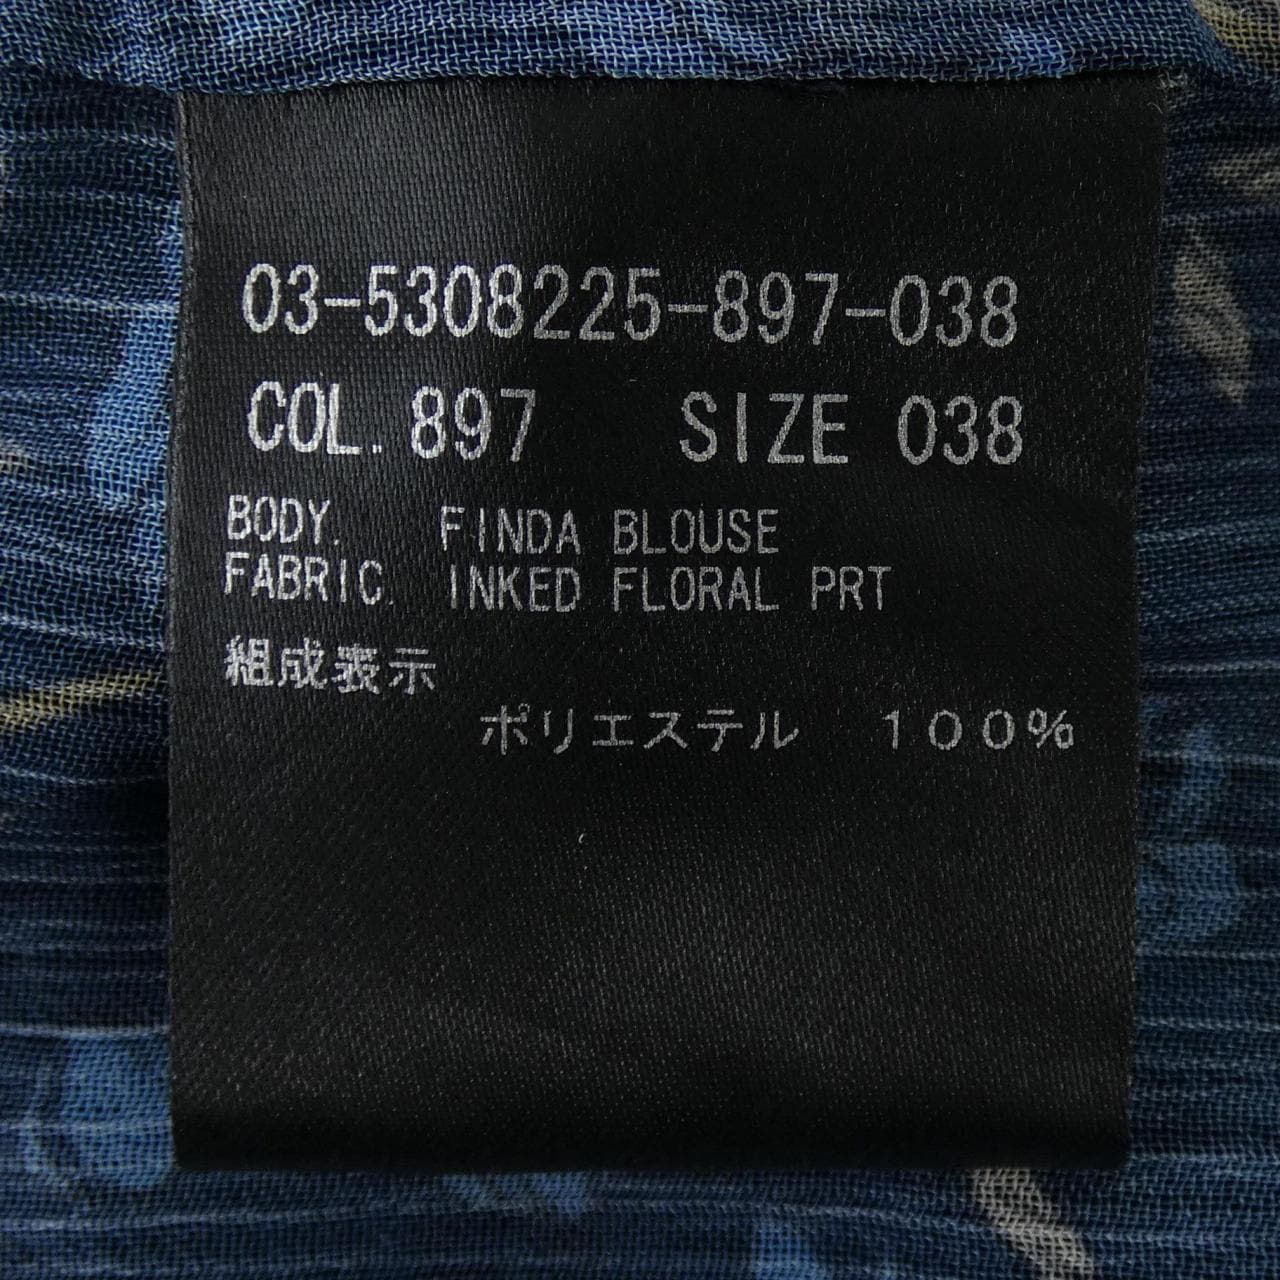 03-5308225-897-038
COL. 897 SIZE 038
BODY. FINDA BLOUSE
FABRIC. INKED FLORAL PRT
組成表示
ポリエステル １００％